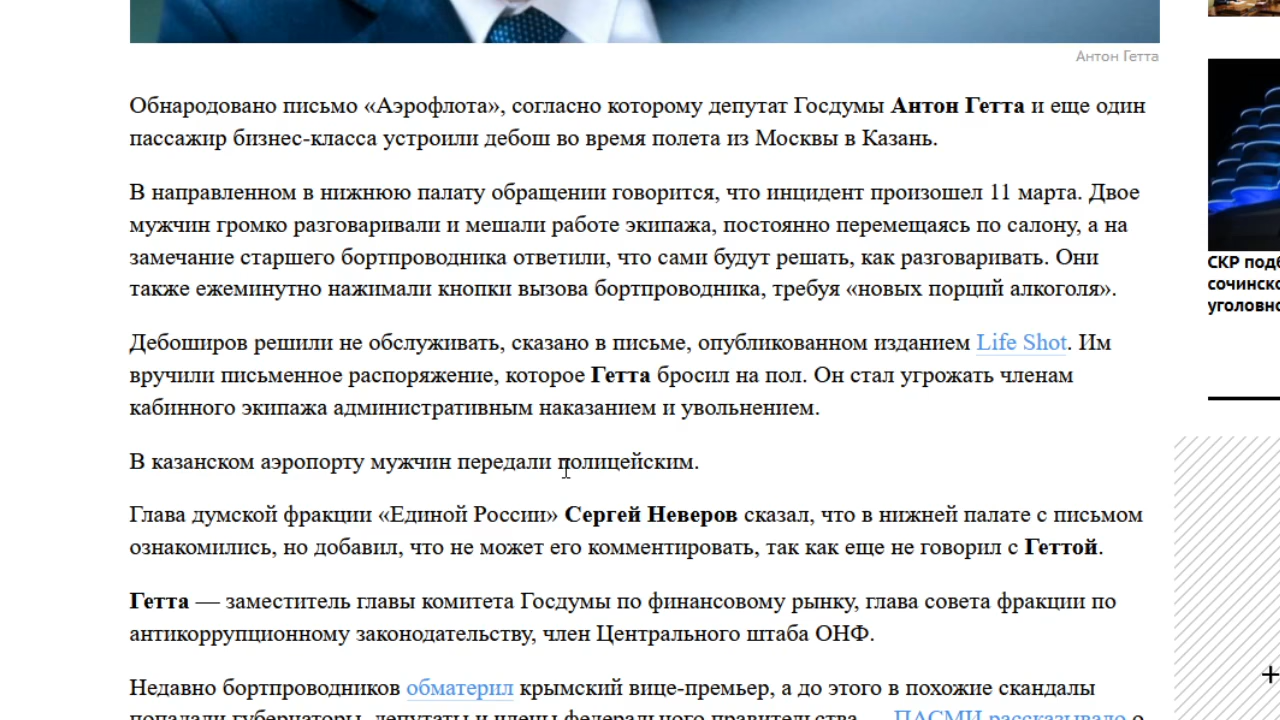 Антон Гетта
Обнародовано письмо «Аэрофлота», согласно которому депутат Госдумы Антон Гетта и еще один
пассажир бизнес-класса устроили дебош во время полета из Москвы в Казань.
В направленном в нижнюю палату обращении говорится, что инцидент произошел 11 марта. Двое
мужчин громко разговаривали и мешали работе экипажа, постоянно перемещаясь по салону, а на
замечание старшего бортпроводника ответили, что сами будут решать, как разговаривать. Они
также ежеминутно нажимали кнопки вызова бортпроводника, требуя «новых порций алкоголя».
Дебоширов решили не обслуживать, сказано в письме, опубликованном изданием Life Shot. Им
вручили письменное распоряжение, которое Гетта бросил на пол. Он стал угрожать членам
кабинного экипажа административным наказанием и увольнением.
В казанском аэропорту мужчин передали полицейским.
Глава думской фракции «Единой России» Сергей Неверов сказал, что в нижней палате с письмом
ознакомились, но добавил, что не может его комментировать, так как еще не говорил с Геттой.
Гетта — заместитель главы комитета Госдумы по финансовому рынку, глава совета фракции по
антикоррупционному законодательству, член Центрального штаба ОНФ.
Недавно бортпроводников обматерил крымский вице-премьер, а до этого в похожие скандалы
попадали губернаторы, депутаты и члены федерального правительства — ПАСМИ рассказывало о
СКР